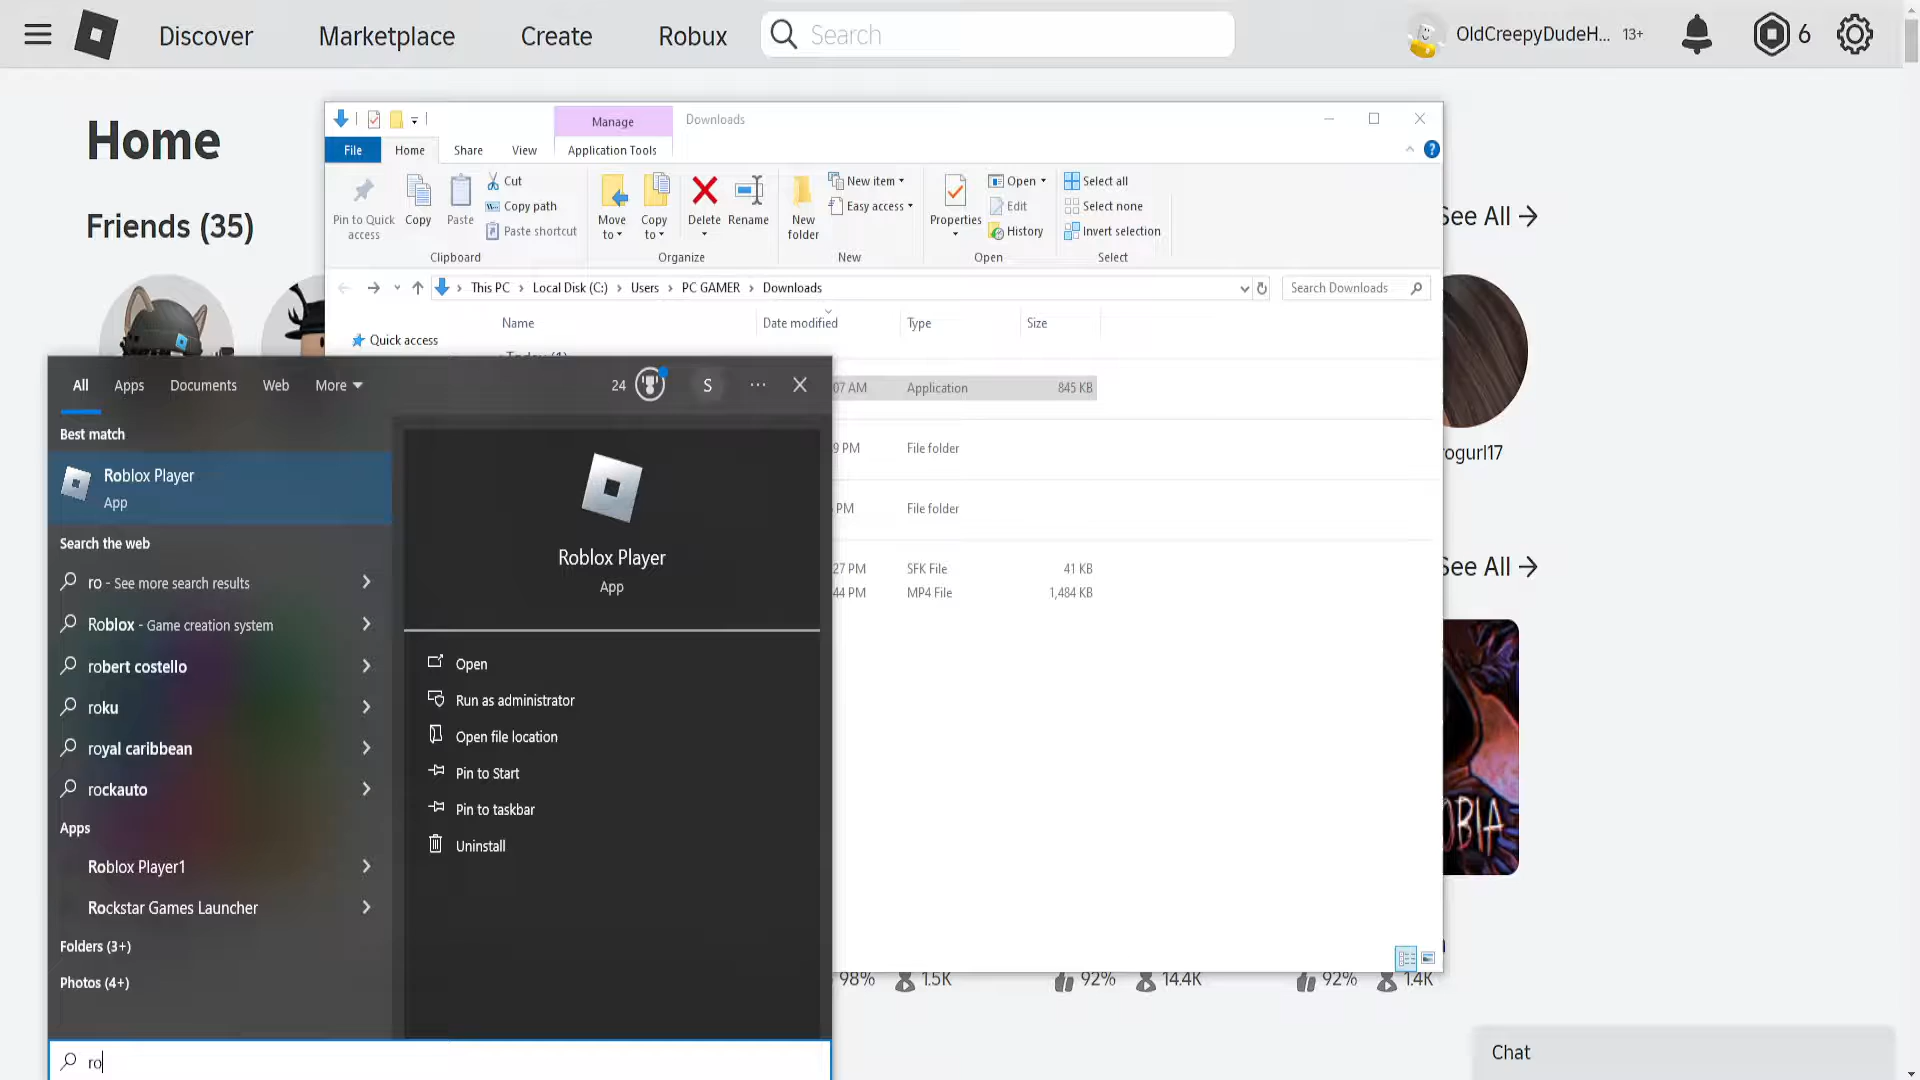 Discover
Marketplace
Create
Robux
Search
OldCreepyDudeH...
13+
6
Home
Friends (35)
See All
Manage
Downloads
File
Home
Share
View
Application Tools
Pin to Quick access
Copy
Paste
Cut
Copy path
Paste shortcut
Clipboard
Move to
Copy to
Delete
Rename
Organize
New folder
New item
Easy access
New
Properties
Open
Edit
History
Open
Select all
Select none
Invert selection
Select
This PC
Local Disk (C:)
Users
PC GAMER
Downloads
Search Downloads
Name
Date modified
Type
Size
Quick access
07 AM
Application
845 KB
9 PM
File folder
PM
File folder
27 PM
SFK File
41 KB
44 PM
MP4 File
1,484 KB
rogurl17
See All
OBIA
98%
1.5K
92%
14.4K
92%
1.4K
Chat
All
Apps
Documents
Web
More
24
S
Best match
Roblox Player
App
Search the web
ro - See more search results
Roblox - Game creation system
robert costello
roku
royal caribbean
rockauto
Apps
Roblox Player1
Rockstar Games Launcher
Folders (3+)
Photos (4+)
Roblox Player
App
Open
Run as administrator
Open file location
Pin to Start
Pin to taskbar
Uninstall
ro